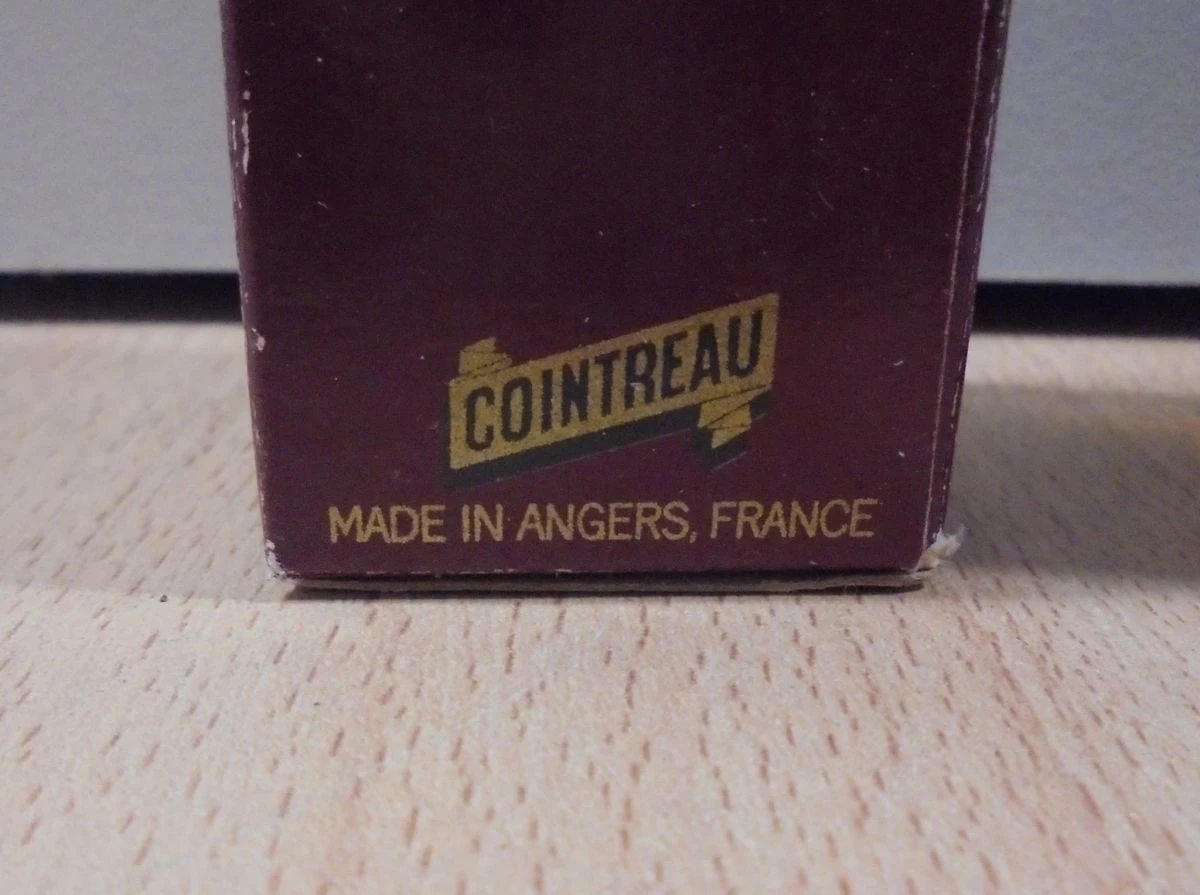 COINTREAU
MADE IN ANGERS, FRANCE